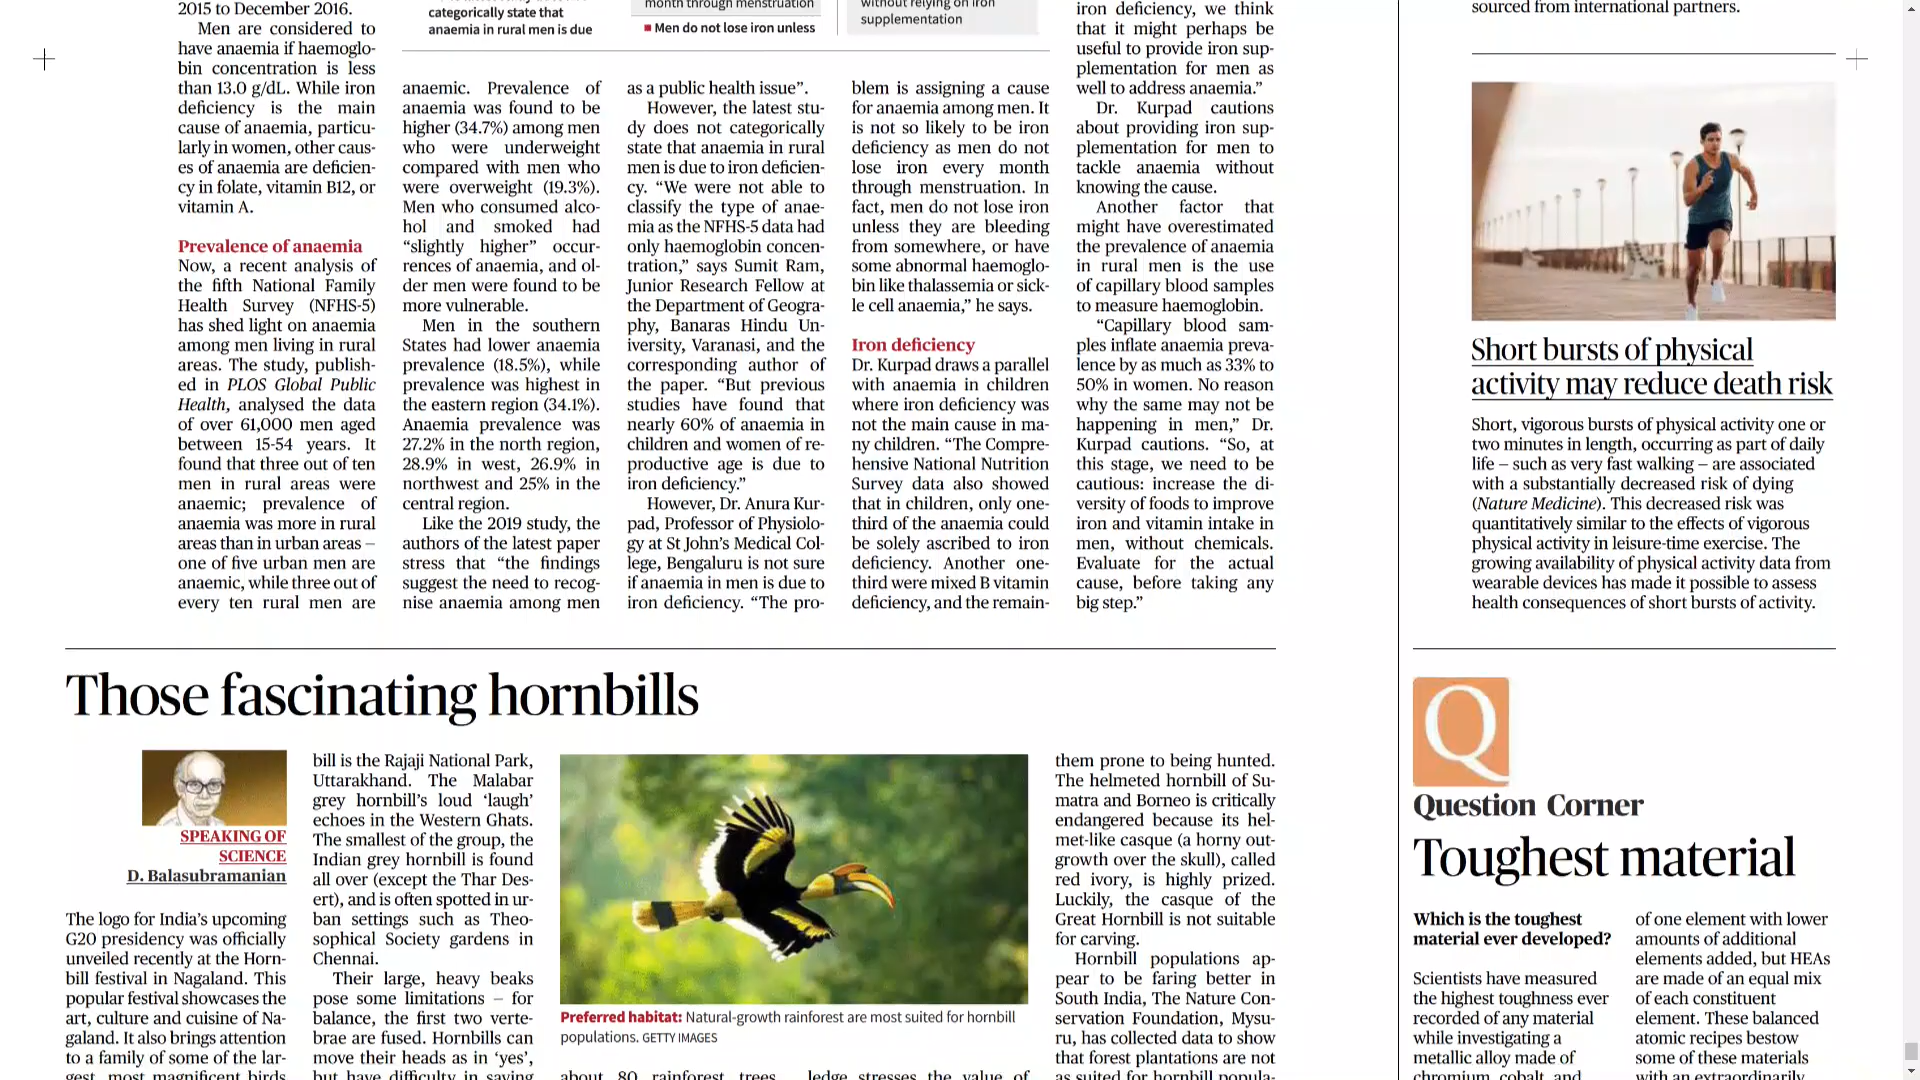 2015 to December 2016.
Men are considered to
have anaemia if haemoglo-
bin concentration is less
than 13.0 g/dL. While iron
deficiency is the main
cause of anaemia, particu-
larly in women, other caus-
es of anaemia are deficien-
cy in folate, vitamin B12, or
vitamin A.
Prevalence of anaemia
Now, a recent analysis of
the fifth National Family
Health Survey (NFHS-5)
has shed light on anaemia
among men living in rural
areas. The study, publish-
ed in PLOS Global Public
Health, analysed the data
of over 61,000 men aged
between 15-54 years. It
found that three out of ten
men in rural areas were
anaemic; prevalence of
anaemia was more in rural
areas than in urban areas –
one of five urban men are
anaemic, while three out of
every ten rural men are
categorically state that
anaemia in rural men is due
month through menstruation
■ Men do not lose iron unless
without relying on iron
supplementation
anaemic. Prevalence of
anaemia was found to be
higher (34.7%) among men
who were underweight
compared with men who
were overweight (19.3%).
Men who consumed alco-
hol and smoked had
“slightly higher” occur-
rences of anaemia, and ol-
der men were found to be
more vulnerable.
Men in the southern
States had lower anaemia
prevalence (18.5%), while
prevalence was highest in
the eastern region (34.1%).
Anaemia prevalence was
27.2% in the north region,
28.9% in west, 26.9% in
northwest and 25% in the
central region.
Like the 2019 study, the
authors of the latest paper
stress that “the findings
suggest the need to recog-
nise anaemia among men
as a public health issue”.
However, the latest stu-
dy does not categorically
state that anaemia in rural
men is due to iron deficien-
cy. “We were not able to
classify the type of anae-
mia as the NFHS-5 data had
only haemoglobin concen-
tration,” says Sumit Ram,
Junior Research Fellow at
the Department of Geogra-
phy, Banaras Hindu Un-
iversity, Varanasi, and the
corresponding author of
the paper. “But previous
studies have found that
nearly 60% of anaemia in
children and women of re-
productive age is due to
iron deficiency.”
However, Dr. Anura Kur-
pad, Professor of Physiolo-
gy at St John’s Medical Col-
lege, Bengaluru is not sure
if anaemia in men is due to
iron deficiency. “The pro-
blem is assigning a cause
for anaemia among men. It
is not so likely to be iron
deficiency as men do not
lose iron every month
through menstruation. In
fact, men do not lose iron
unless they are bleeding
from somewhere, or have
some abnormal haemoglo-
bin like thalassemia or sick-
le cell anaemia,” he says.
Iron deficiency
Dr. Kurpad draws a parallel
with anaemia in children
where iron deficiency was
not the main cause in ma-
ny children. “The Compre-
hensive National Nutrition
Survey data also showed
that in children, only one-
third of the anaemia could
be solely ascribed to iron
deficiency. Another one-
third were mixed B vitamin
deficiency, and the remain-
iron deficiency, we think
that it might perhaps be
useful to provide iron sup-
plementation for men as
well to address anaemia.”
Dr. Kurpad cautions
about providing iron sup-
plementation for men to
tackle anaemia without
knowing the cause.
Another factor that
might have overestimated
the prevalence of anaemia
in rural men is the use
of capillary blood samples
to measure haemoglobin.
“Capillary blood sam-
ples inflate anaemia preva-
lence by as much as 33% to
50% in women. No reason
why the same may not be
happening in men,” Dr.
Kurpad cautions. “So, at
this stage, we need to be
cautious: increase the di-
versity of foods to improve
iron and vitamin intake in
men, without chemicals.
Evaluate for the actual
cause, before taking any
big step.”
sourced from international partners.
Short bursts of physical
activity may reduce death risk
Short, vigorous bursts of physical activity one or
two minutes in length, occurring as part of daily
life – such as very fast walking – are associated
with a substantially decreased risk of dying
(Nature Medicine). This decreased risk was
quantitatively similar to the effects of vigorous
physical activity in leisure-time exercise. The
growing availability of physical activity data from
wearable devices has made it possible to assess
health consequences of short bursts of activity.
Those fascinating hornbills
SPEAKING OF
SCIENCE
D. Balasubramanian
The logo for India’s upcoming
G20 presidency was officially
unveiled recently at the Horn-
bill festival in Nagaland. This
popular festival showcases the
art, culture and cuisine of Na-
galand. It also brings attention
to a family of some of the lar-
gest, most magnificent birds
bill is the Rajaji National Park,
Uttarakhand. The Malabar
grey hornbill’s loud ‘laugh’
echoes in the Western Ghats.
The smallest of the group, the
Indian grey hornbill is found
all over (except the Thar Des-
ert), and is often spotted in ur-
ban settings such as Theo-
sophical Society gardens in
Chennai.
Their large, heavy beaks
pose some limitations – for
balance, the first two verte-
brae are fused. Hornbills can
move their heads as in ‘yes’,
but have difficulty in saying
Preferred habitat: Natural-growth rainforest are most suited for hornbill
populations. GETTY IMAGES
about 80 rainforest trees
ledge stresses the value of
them prone to being hunted.
The helmeted hornbill of Su-
matra and Borneo is critically
endangered because its hel-
met-like casque (a horny out-
growth over the skull), called
red ivory, is highly prized.
Luckily, the casque of the
Great Hornbill is not suitable
for carving.
Hornbill populations ap-
pear to be faring better in
South India, The Nature Con-
servation Foundation, Mysu-
ru, has collected data to show
that forest plantations are not
as suited for hornbill popula-
Q
Question Corner
Toughest material
Which is the toughest
material ever developed?
Scientists have measured
the highest toughness ever
recorded of any material
while investigating a
metallic alloy made of
chromium, cobalt, and
of one element with lower
amounts of additional
elements added, but HEAs
are made of an equal mix
of each constituent
element. These balanced
atomic recipes bestow
some of these materials
with an extraordinarily